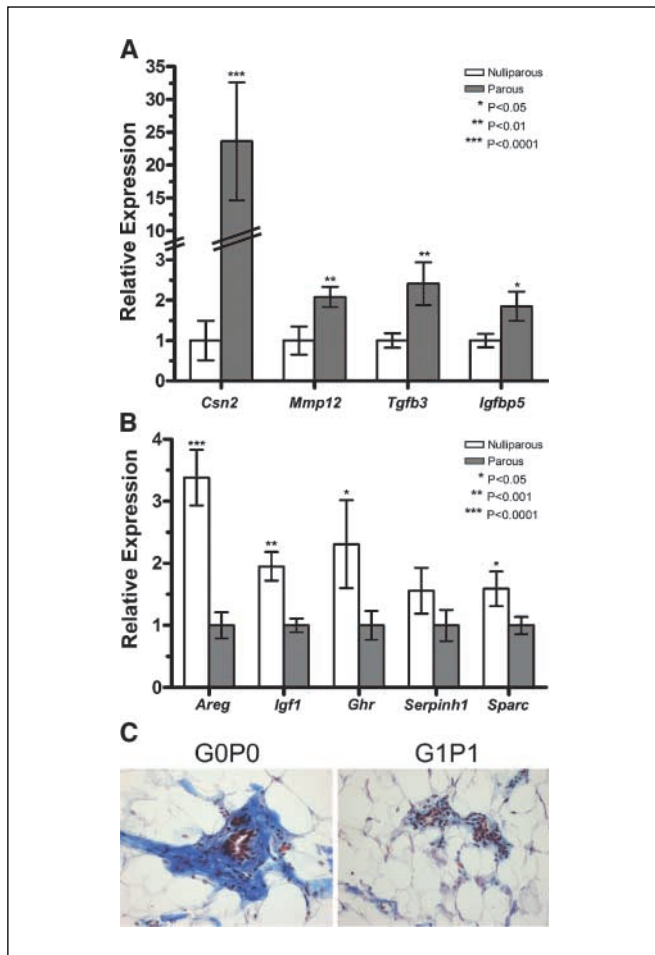 A
Relative Expression
35
30
25
20
15
10
3
2
1
0
***
**
**
*
Nulliparous
Parous
* P<0.05
** P<0.01
*** P<0.0001
Csn2 Mmp12 Tgfb3 Igfbp5
B
Relative Expression
4
3
2
1
0
***
**
*
*
Nulliparous
Parous
* P<0.05
** P<0.001
*** P<0.0001
Areg Igf1 Ghr Serpinh1 Sparc
C
G0P0 G1P1